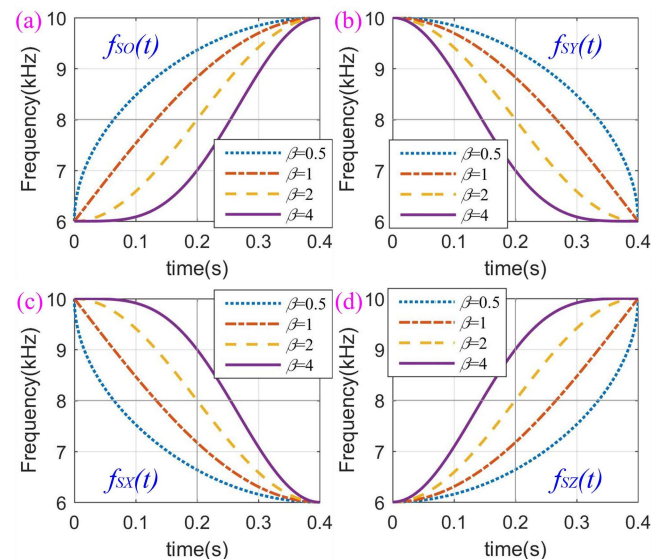 (a)
10
9
8
7
6
Frequency(kHz)
fSO(t)
β=0.5
β=1
β=2
β=4
0
0.1
0.2
0.3
0.4
time(s)
(b)
10
9
8
7
6
Frequency(kHz)
fSY(t)
β=0.5
β=1
β=2
β=4
0
0.1
0.2
0.3
0.4
time(s)
(c)
10
9
8
7
6
Frequency(kHz)
β=0.5
β=1
β=2
β=4
fSX(t)
0
0.1
0.2
0.3
0.4
time(s)
(d)
10
9
8
7
6
Frequency(kHz)
β=0.5
β=1
β=2
β=4
fSZ(t)
0
0.1
0.2
0.3
0.4
time(s)